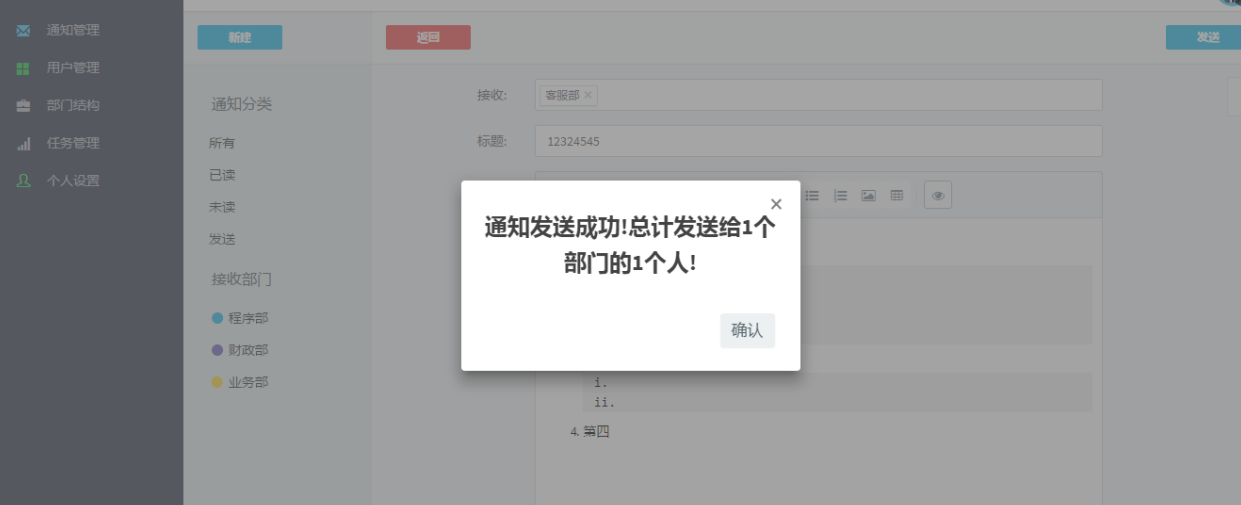 通知管理
用户管理
部门结构
任务管理
个人设置
新建
返回
发送
通知分类
所有
已读
未读
发送
接收部门
程序部
财政部
业务部
接收:
客服部 ×
标题:
12324545
×
通知发送成功!总计发送给1个
部门的1个人!
确认
i.
ii.
4. 第四